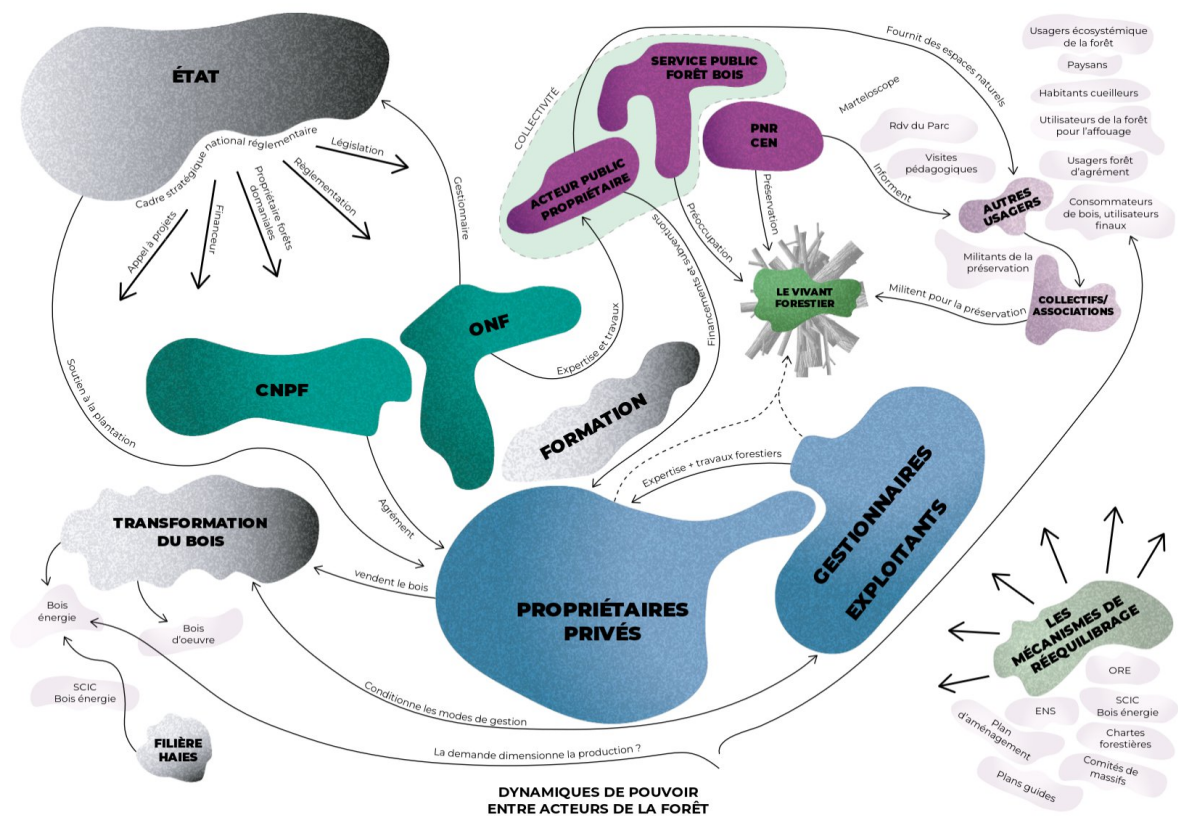 ÉTAT
Cadre stratégique national réglementaire
Appel à projets
Financeur
Propriétaire forêts
domaniales
Règlementation
Législation
Soutien à la plantation
Gestionnaire
COLLECTIVITÉ
SERVICE PUBLIC
FORÊT BOIS
ACTEUR PUBLIC
PROPRIÉTAIRE
PNR
CEN
Marteloscope
Rdv du Parc
Visites
pédagogiques
Informent
Fournit des espaces naturels
Usagers écosystémique
de la forêt
Paysans
Habitants cueilleurs
Utilisateurs de la forêt
pour l'affouage
Usagers forêt
d'agrément
Consommateurs
de bois, utilisateurs
finaux
AUTRES
USAGERS
Militants de la
préservation
COLLECTIFS/
ASSOCIATIONS
Militent pour la préservation
Préservation
Préoccupation
Financements et subventions
LE VIVANT
FORESTIER
ONF
Expertise et travaux
CNPF
Agrément
FORMATION
Expertise + travaux forestiers
GESTIONNAIRES
EXPLOITANTS
PROPRIÉTAIRES
PRIVÉS
vendent le bois
TRANSFORMATION
DU BOIS
Bois
énergie
Bois
d'oeuvre
SCIC
Bois énergie
FILIÈRE
HAIES
Conditionne les modes de gestion
La demande dimensionne la production ?
LES
MÉCANISMES DE
RÉÉQUILIBRAGE
ORE
ENS
SCIC
Bois énergie
Plan
d'aménagement
Chartes
forestières
Comités de
massifs
Plans guides
DYNAMIQUES DE POUVOIR
ENTRE ACTEURS DE LA FORÊT